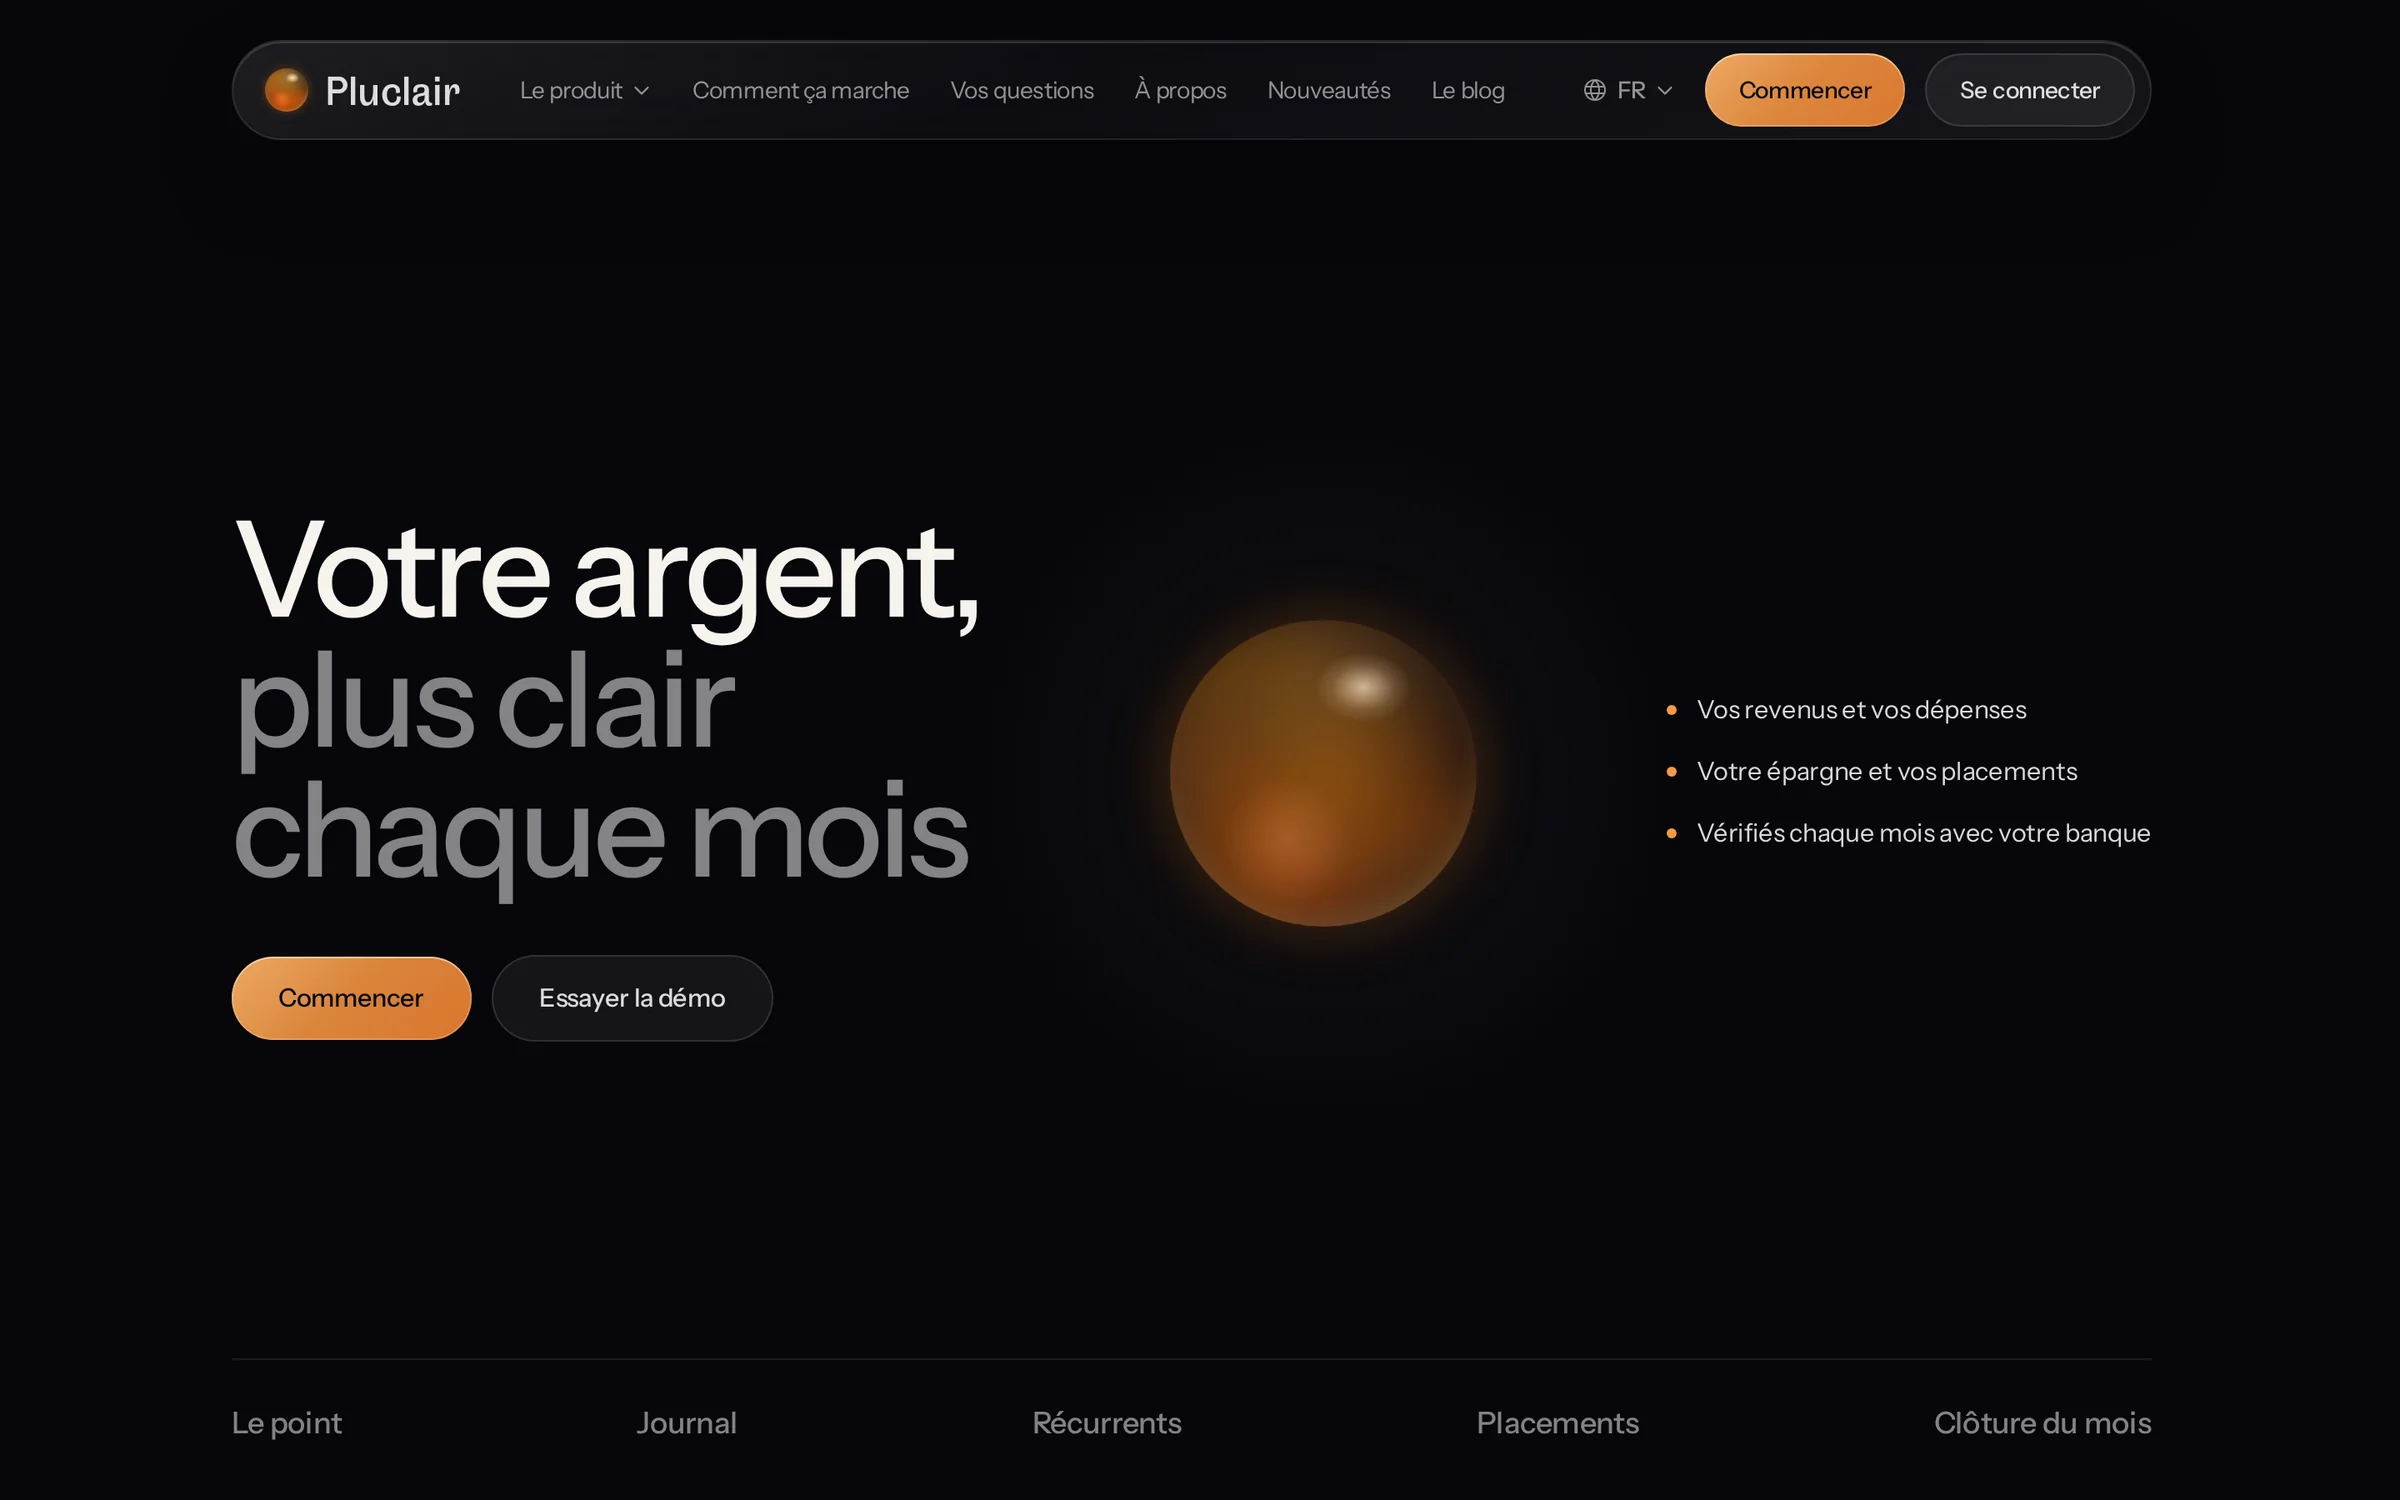 Pluclair
Le produit
Comment ça marche
Vos questions
À propos
Nouveautés
Le blog
FR
Commencer
Se connecter
Votre argent,
plus clair
chaque mois
Commencer
Essayer la démo
Vos revenus et vos dépenses
Votre épargne et vos placements
Vérifiés chaque mois avec votre banque
Le point
Journal
Récurrents
Placements
Clôture du mois